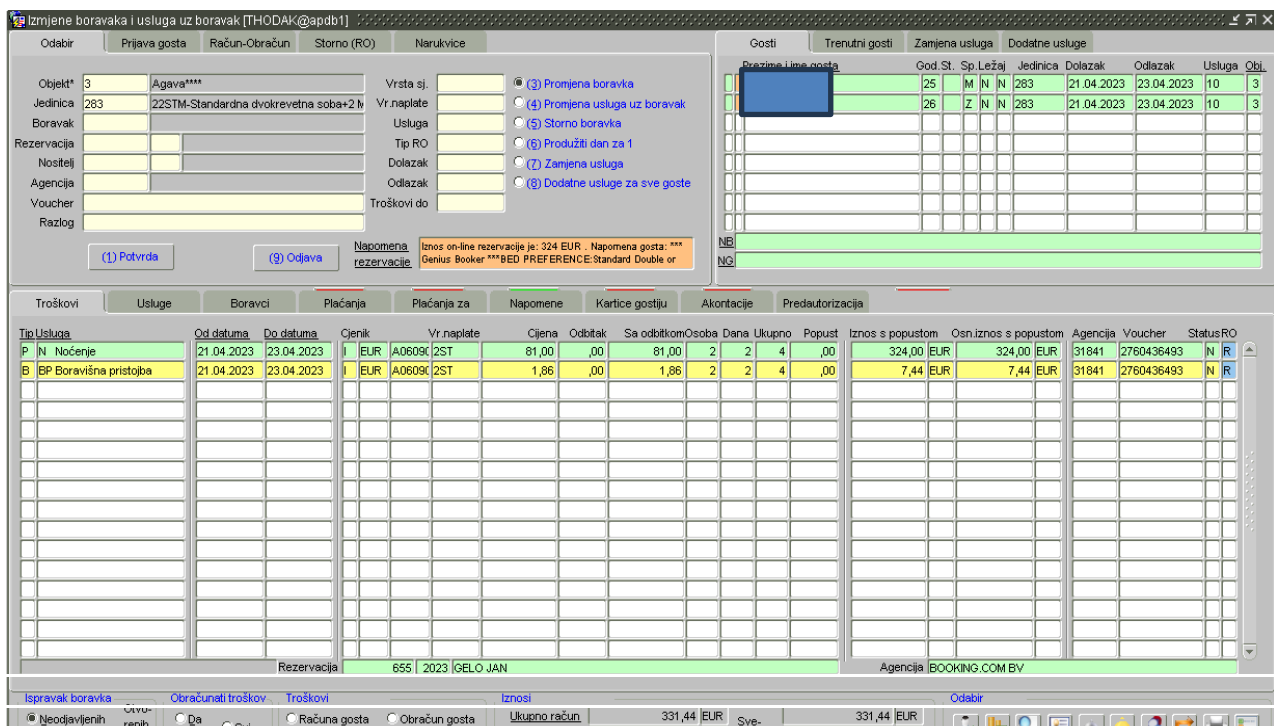 Izmjene boravaka i usluga uz boravak [THODAK@apdb1]
Odabir Prijava gosta Račun-Obračun Storno (RO) Narukvice
Objekt* 3 Agava****
Jedinica 283 22STM-Standardna dvokrevetna soba+2 M
Boravak
Rezervacija
Nositelj
Agencija
Voucher
Razlog
Vrsta sj.
Vr.naplate
Usluga
Tip RO
Dolazak
Odlazak
Troškovi do
(3) Promjena boravka
(4) Promjena usluga uz boravak
(5) Storno boravka
(6) Produžiti dan za 1
(7) Zamjena usluga
(8) Dodatne usluge za sve goste
(1) Potvrda (9) Odjava
Napomena rezervacije
Iznos on-line rezervacije je: 324 EUR . Napomena gosta: ***
Genius Booker ***BED PREFERENCE:Standard Double or
Gosti Trenutni gosti Zamjena usluga Dodatne usluge
Prezime i ime gosta God. St. Sp. Ležaj Jedinica Dolazak Odlazak Usluga Obj.
25 M N N 283 21.04.2023 23.04.2023 10 3
26 Z N N 283 21.04.2023 23.04.2023 10 3
NB
NG
Troškovi Usluge Boravci Plaćanja Plaćanja za Napomene Kartice gostiju Akontacije Predautorizacija
Tip Usluga Od datuma Do datuma Cjenik Vr.naplate Cijena Odbitak Sa odbitkom Osoba Dana Ukupno Popust Iznos s popustom Osn.iznos s popustom Agencija Voucher Status RO
P N Noćenje 21.04.2023 23.04.2023 I EUR A0609C 2ST 81,00 ,00 81,00 2 2 4 ,00 324,00 EUR 324,00 EUR 31841 2760436493 N R
B BP Boravišna pristojba 21.04.2023 23.04.2023 I EUR A0609C 2ST 1,86 ,00 1,86 2 2 4 ,00 7,44 EUR 7,44 EUR 31841 2760436493 N R
Rezervacija 655 2023 GELO JAN Agencija BOOKING.COM BV
Ispravak boravka Obračunati troškov Troškovi Iznosi Odabir
Neodjavljenih Da Računa gosta Obračun gosta Ukupno račun 331,44 EUR Sve- 331,44 EUR